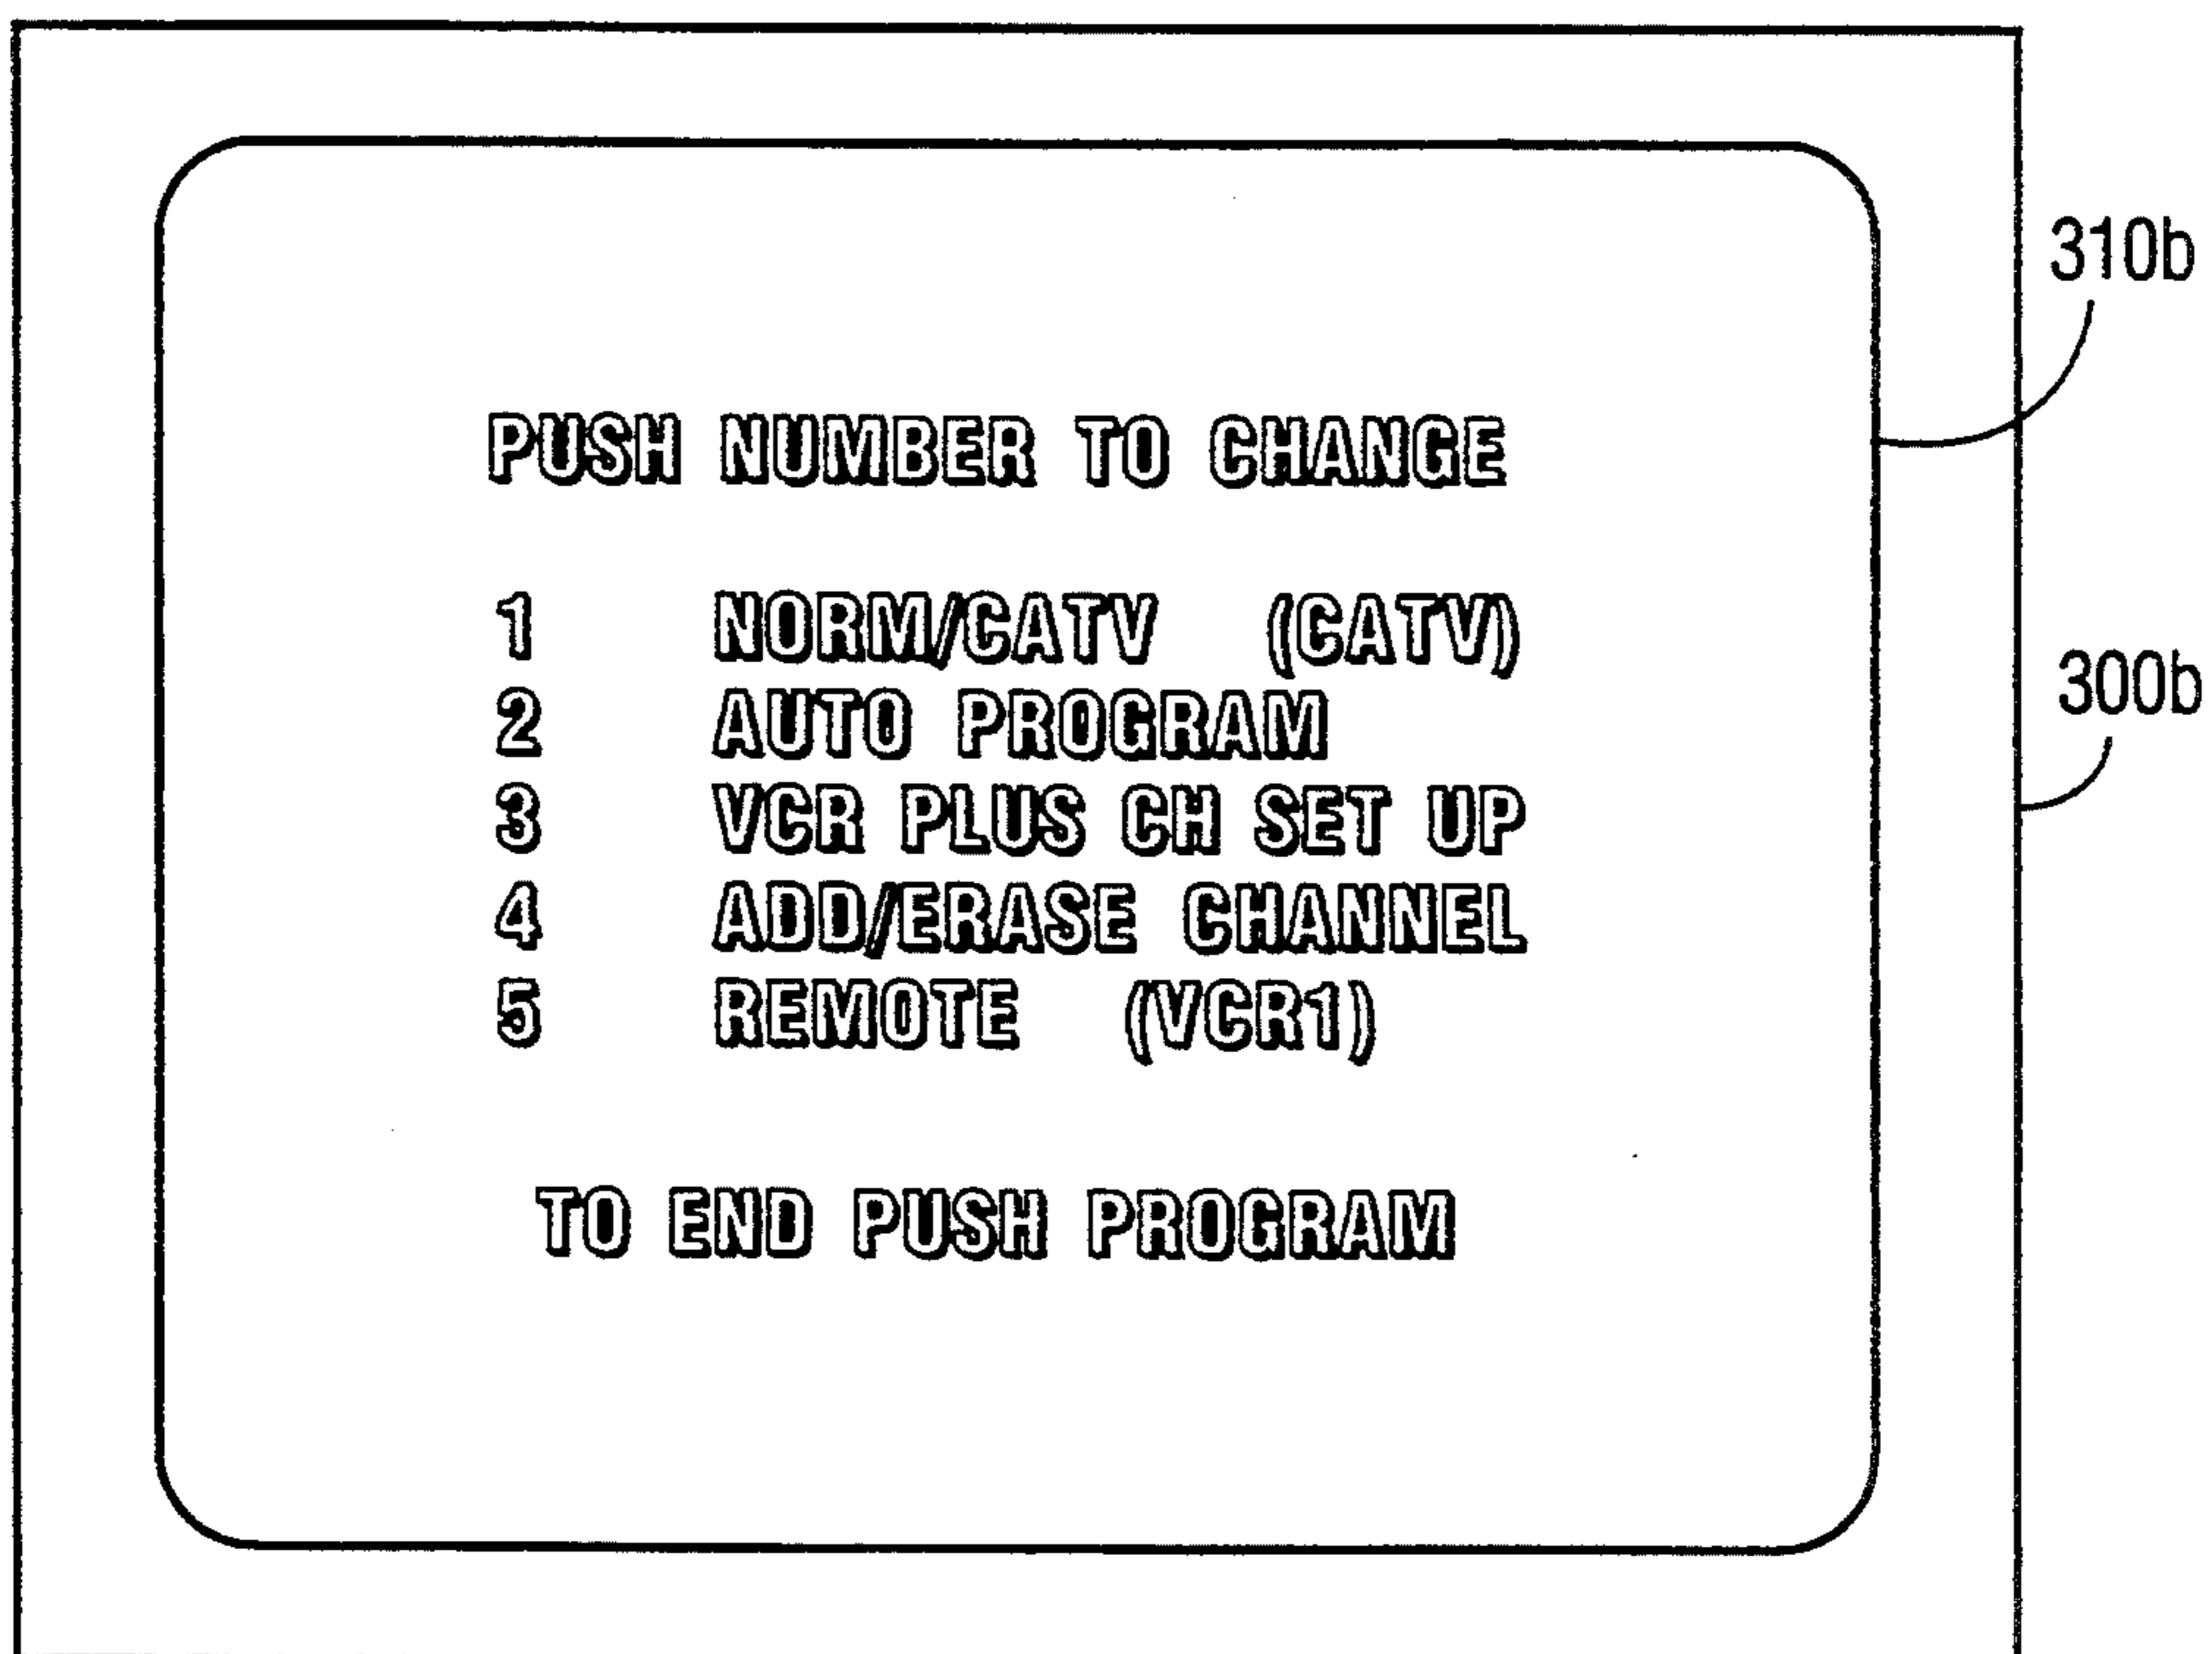 310b
PUSH NUMBER TO CHANGE
1 NORM/CATV (CATV)
300b
2 AUTO PROGRAM
3 VCR PLUS CH SET UP
4 ADD/ERASE CHANNEL
5 REMOTE (VCR1)
TO END PUSH PROGRAM